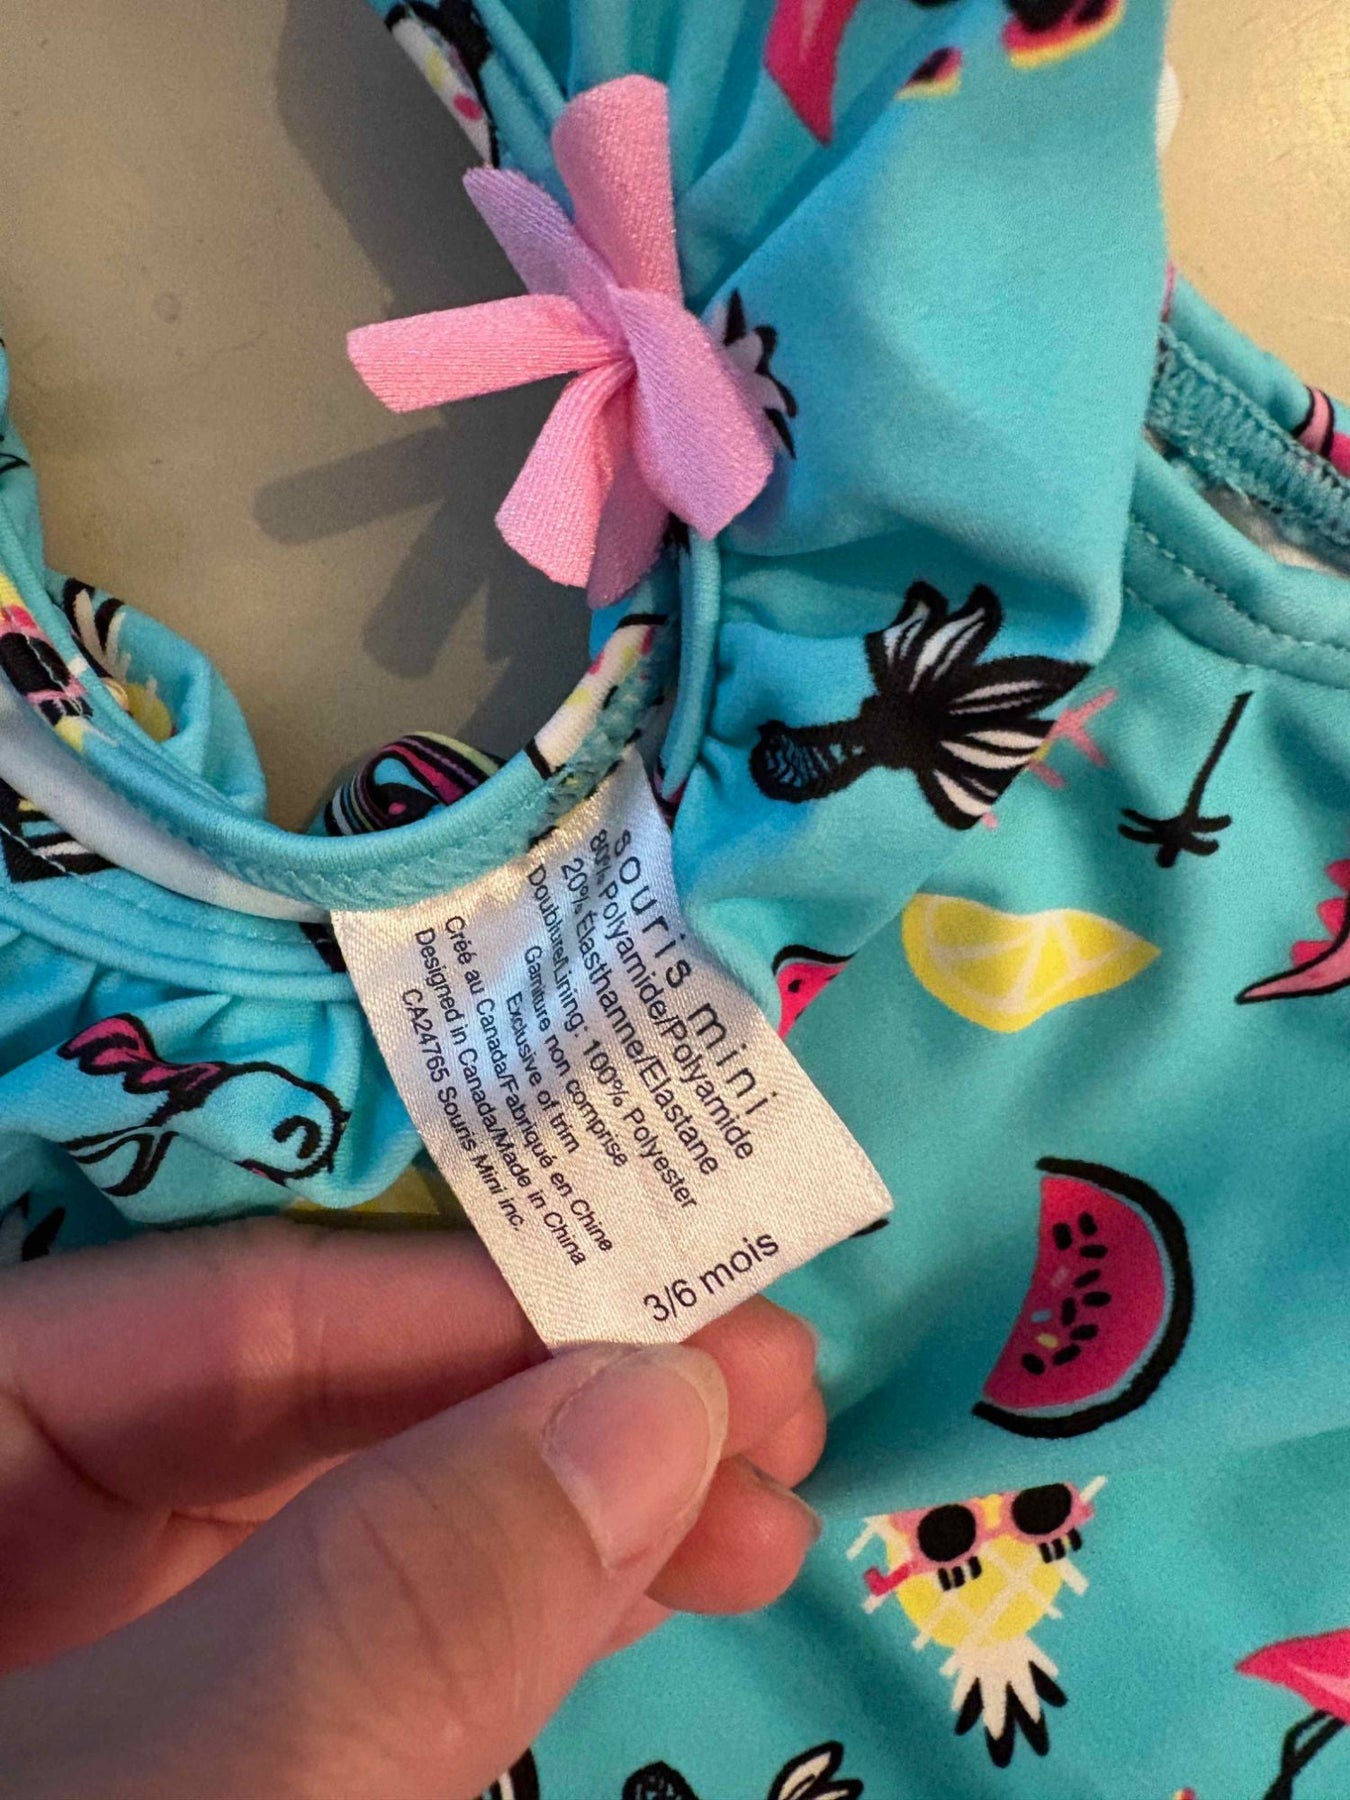 souris mini
80% Polyamide/Polyamide
20% Élasthanne/Elastane
Doublure/Lining: 100% Polyester
Garniture non comprise
Exclusive of trim
Créé au Canada/Fabriqué en Chine
Designed in Canada/Made in China
CA24765 Souris Mini inc.
3/6 mois